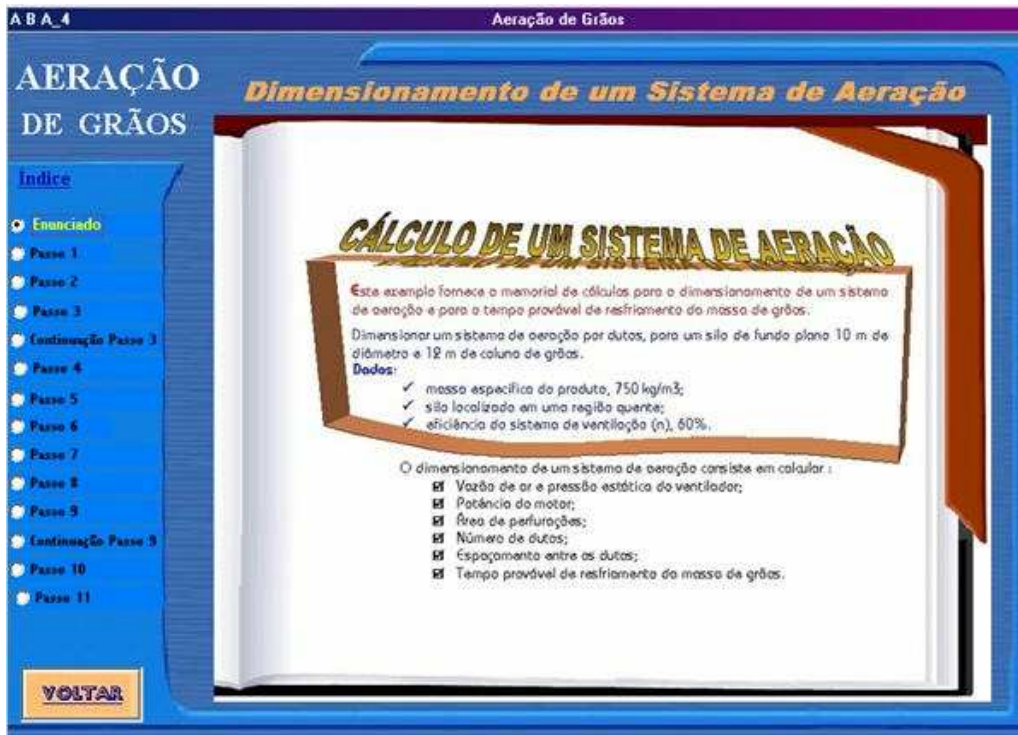 A B A_4
Aeração de Grãos
AERAÇÃO
DE GRÃOS
Dimensionamento de um Sistema de Aeração
Índice
Enunciado
Passo 1
Passo 2
Passo 3
Continuação Passo 3
Passo 4
Passo 5
Passo 6
Passo 7
Passo 8
Passo 9
Continuação Passo 9
Passo 10
Passo 11
VOLTAR
CÁLCULO DE UM SISTEMA DE AERAÇÃO
Este exemplo fornece o memorial de cálculos para o dimensionamento de um sistema
de aeração e para o tempo provável de resfriamento da massa de grãos.
Dimensionar um sistema de aeração por dutos, para um silo de fundo plano 10 m de
diâmetro e 12 m de coluna de grãos.
Dados:
✓ massa específica do produto, 750 kg/m3;
✓ silo localizado em uma região quente;
✓ eficiência do sistema de ventilação (n), 60%.
O dimensionamento de um sistema de aeração consiste em calcular :
☑ Vazão de ar e pressão estática do ventilador;
☑ Potência do motor;
☑ Área de perfurações;
☑ Número de dutos;
☑ Espaçamento entre os dutos;
☑ Tempo provável de resfriamento da massa de grãos.